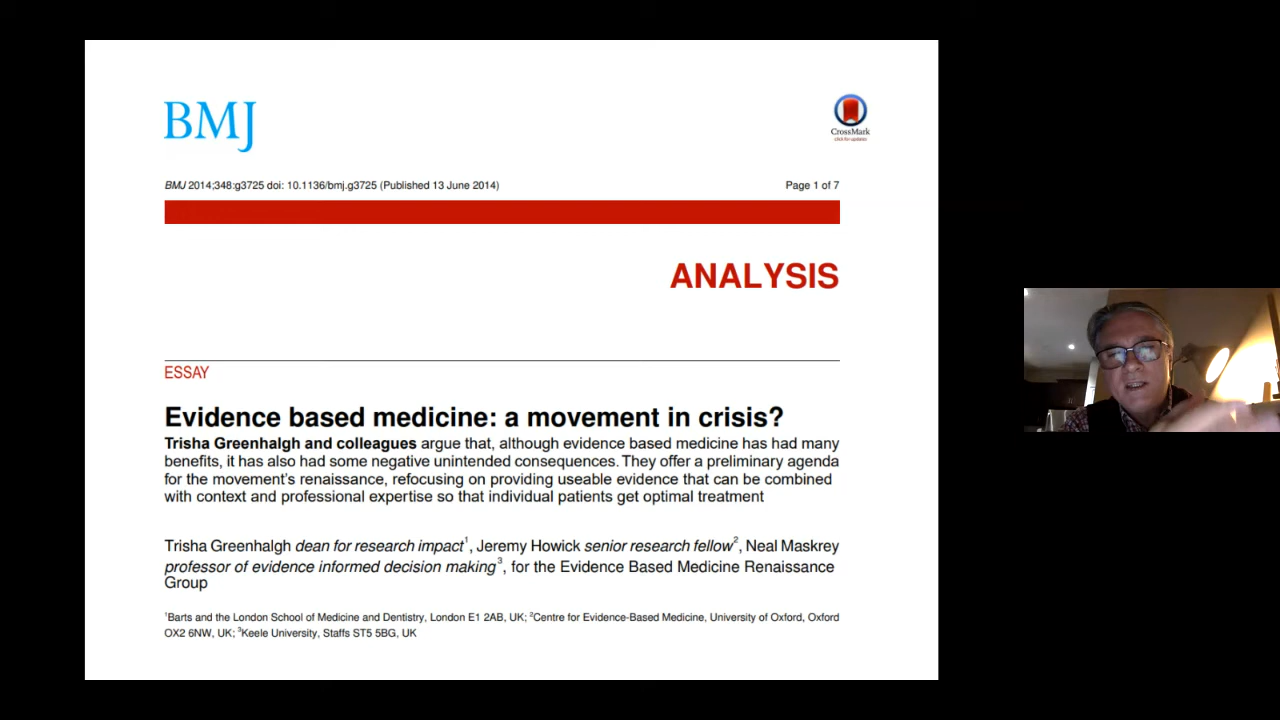 BMJ
CrossMark
click for updates
BMJ 2014;348:g3725 doi: 10.1136/bmj.g3725 (Published 13 June 2014)
Page 1 of 7
ANALYSIS
ESSAY
Evidence based medicine: a movement in crisis?
Trisha Greenhalgh and colleagues argue that, although evidence based medicine has had many
benefits, it has also had some negative unintended consequences. They offer a preliminary agenda
for the movement's renaissance, refocusing on providing useable evidence that can be combined
with context and professional expertise so that individual patients get optimal treatment
Trisha Greenhalgh dean for research impact¹, Jeremy Howick senior research fellow², Neal Maskrey
professor of evidence informed decision making³, for the Evidence Based Medicine Renaissance
Group
¹Barts and the London School of Medicine and Dentistry, London E1 2AB, UK; ²Centre for Evidence-Based Medicine, University of Oxford, Oxford
OX2 6NW, UK; ³Keele University, Staffs ST5 5BG, UK